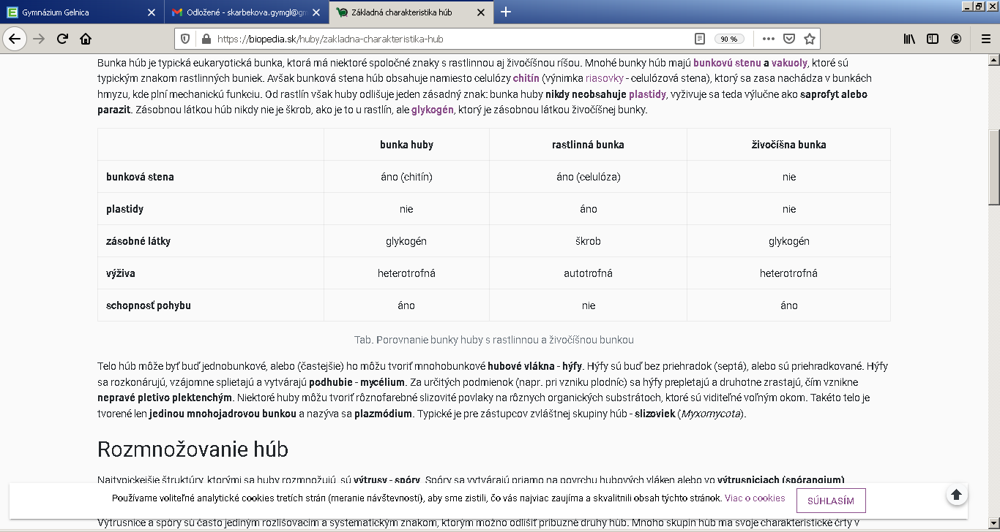 Gymnázium Gelnica
Odložené - skarbekova.gymgl@gm
Základná charakteristika húb
https://biopedia.sk/huby/zakladna-charakteristika-hub
90 %
Bunka húb je typická eukaryotická bunka, ktorá má niektoré spoločné znaky s rastlinnou aj živočíšnou ríšou. Mnohé bunky húb majú bunkovú stenu a vakuoly, ktoré sú
typickým znakom rastlinných buniek. Avšak bunková stena húb obsahuje namiesto celulózy chitín (výnimka riasovky - celulózová stena), ktorý sa zasa nachádza v bunkách
hmyzu, kde plní mechanickú funkciu. Od rastlín však huby odlišuje jeden zásadný znak: bunka huby nikdy neobsahuje plastidy, vyživuje sa teda výlučne ako saprofyt alebo
parazit. Zásobnou látkou húb nikdy nie je škrob, ako je to u rastlín, ale glykogén, ktorý je zásobnou látkou živočíšnej bunky.
bunka huby rastlinná bunka živočíšna bunka
bunková stena áno (chitín) áno (celulóza) nie
plastidy nie áno nie
zásobné látky glykogén škrob glykogén
výživa heterotrofná autotrofná heterotrofná
schopnosť pohybu áno nie áno
Tab. Porovnanie bunky huby s rastlinnou a živočíšnou bunkou
Telo húb môže byť buď jednobunkové, alebo (častejšie) ho môžu tvoriť mnohobunkové hubové vlákna - hýfy. Hýfy sú buď bez priehradok (septá), alebo sú priehradkované. Hýfy
sa rozkonárujú, vzájomne splietajú a vytvárajú podhubie - mycélium. Za určitých podmienok (napr. pri vzniku plodníc) sa hýfy prepletajú a druhotne zrastajú, čím vznikne
nepravé pletivo plektenchým. Niektoré huby môžu tvoriť rôznofarebné slizovité povlaky na rôznych organických substrátoch, ktoré sú viditeľné voľným okom. Takéto telo je
tvorené len jedinou mnohojadrovou bunkou a nazýva sa plazmódium. Typické je pre zástupcov zvláštnej skupiny húb - slizoviek (Myxomycota).
Rozmnožovanie húb
Najtypickejšie štruktúry, ktorými sa huby rozmnožujú, sú výtrusy - spóry. Spóry sa vytvárajú priamo na povrchu hubových vláken alebo vo výtrusniciach (spórangium).
Používame voliteľné analytické cookies tretích strán (meranie návštevnosti), aby sme zistili, čo vás najviac zaujíma a skvalitnili obsah týchto stránok. Viac o cookies SÚHLASÍM
Výtrusnice a spóry sú často jediným rozlišovacím a systematickým znakom, ktorým možno odlíšiť príbuzné druhy húb. Mnoho skupín húb má svoje charakteristické črty v